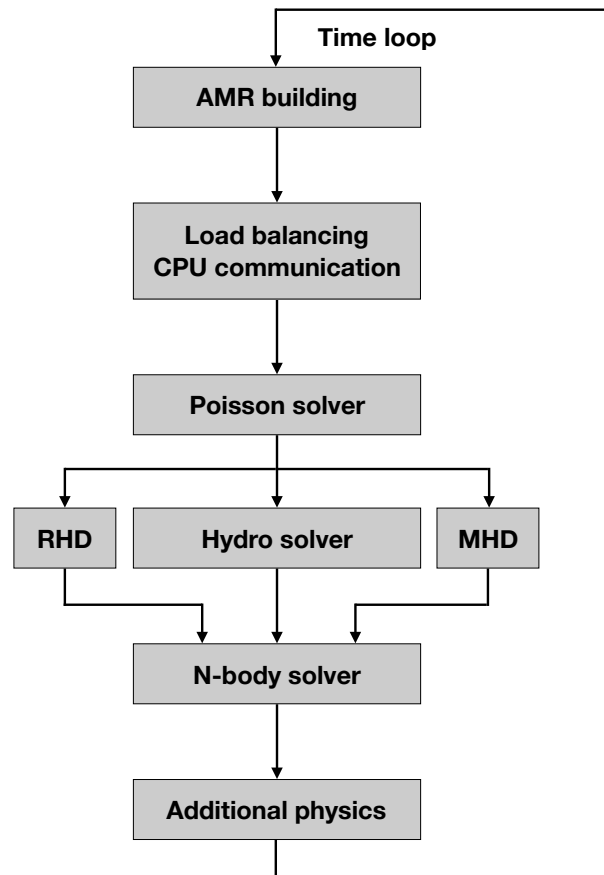 Time loop
AMR building
Load balancing
CPU communication
Poisson solver
RHD
Hydro solver
MHD
N-body solver
Additional physics